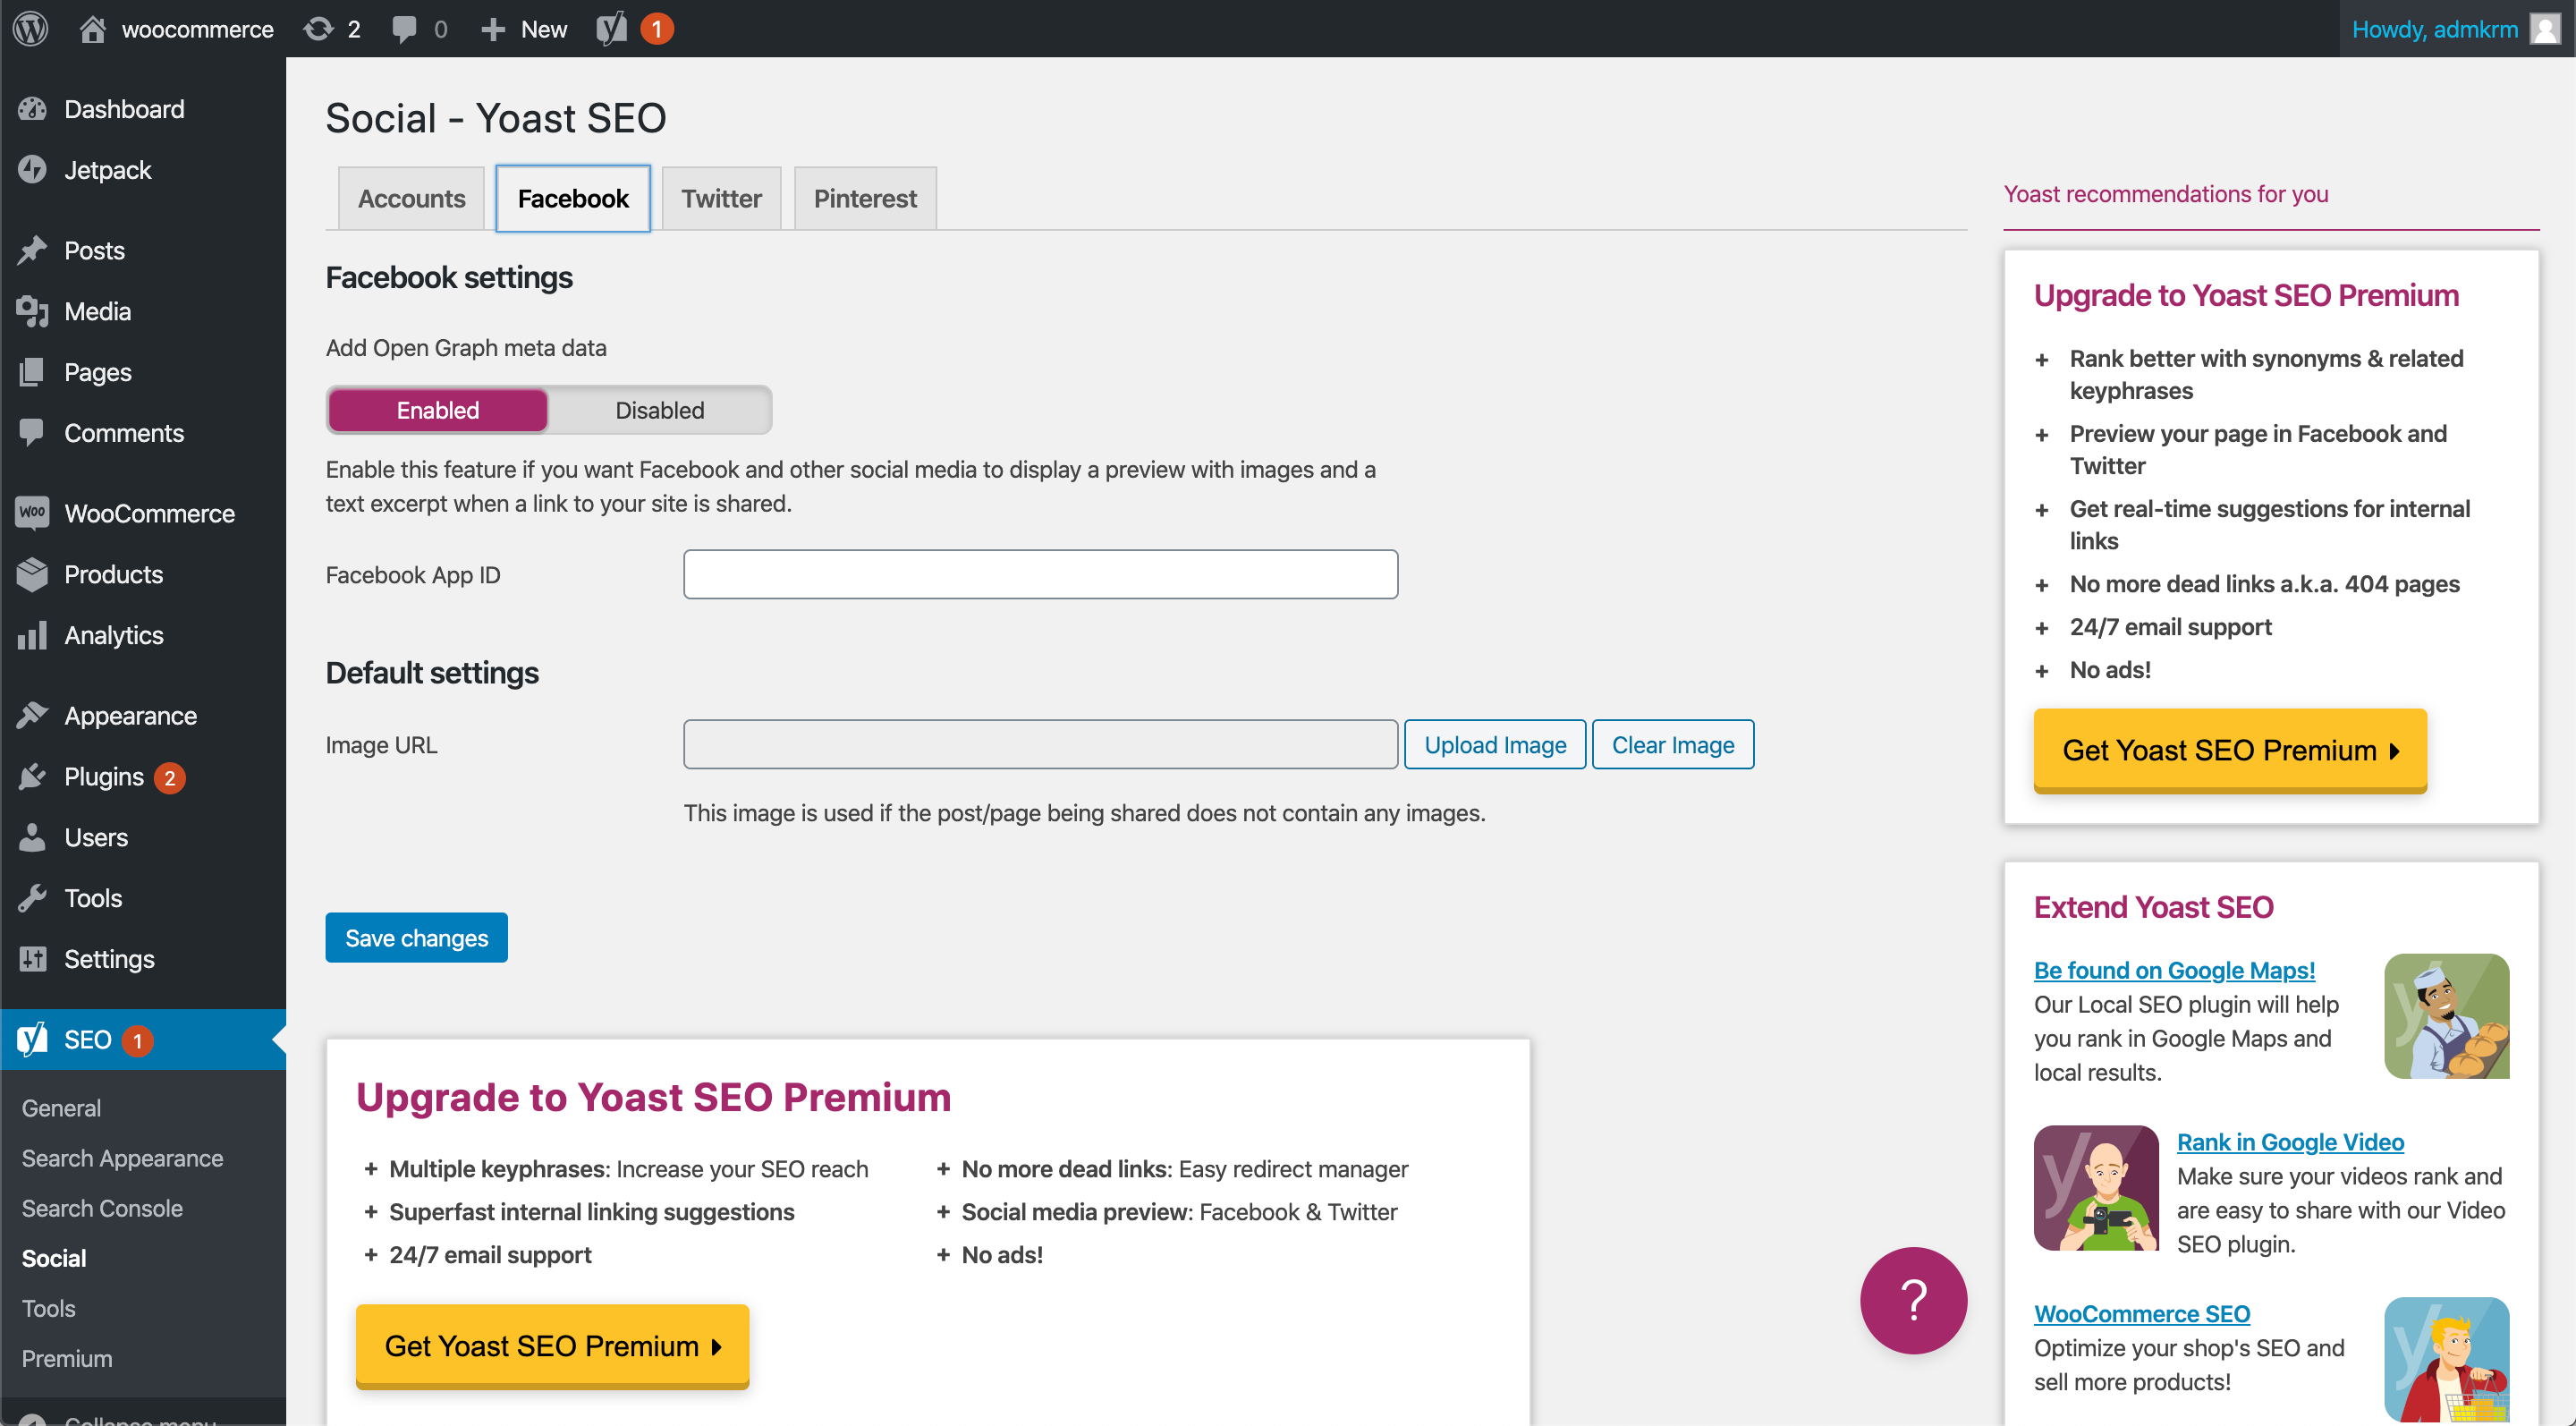 woocommerce
2
0
New
1
Howdy, admkrm
Dashboard
Jetpack
Posts
Media
Pages
Comments
WOO
WooCommerce
Products
Analytics
Appearance
Plugins 2
Users
Tools
Settings
SEO 1
General
Search Appearance
Search Console
Social
Tools
Premium
Collapse menu
Social - Yoast SEO
Accounts
Facebook
Twitter
Pinterest
Facebook settings
Add Open Graph meta data
Enabled
Disabled
Enable this feature if you want Facebook and other social media to display a preview with images and a
text excerpt when a link to your site is shared.
Facebook App ID
Default settings
Image URL
Upload Image
Clear Image
This image is used if the post/page being shared does not contain any images.
Save changes
Upgrade to Yoast SEO Premium
+ Multiple keyphrases: Increase your SEO reach
+ Superfast internal linking suggestions
+ 24/7 email support
+ No more dead links: Easy redirect manager
+ Social media preview: Facebook & Twitter
+ No ads!
Get Yoast SEO Premium
?
Yoast recommendations for you
Upgrade to Yoast SEO Premium
+ Rank better with synonyms & related
keyphrases
+ Preview your page in Facebook and
Twitter
+ Get real-time suggestions for internal
links
+ No more dead links a.k.a. 404 pages
+ 24/7 email support
+ No ads!
Get Yoast SEO Premium
Extend Yoast SEO
Be found on Google Maps!
Our Local SEO plugin will help
you rank in Google Maps and
local results.
Rank in Google Video
Make sure your videos rank and
are easy to share with our Video
SEO plugin.
WooCommerce SEO
Optimize your shop's SEO and
sell more products!